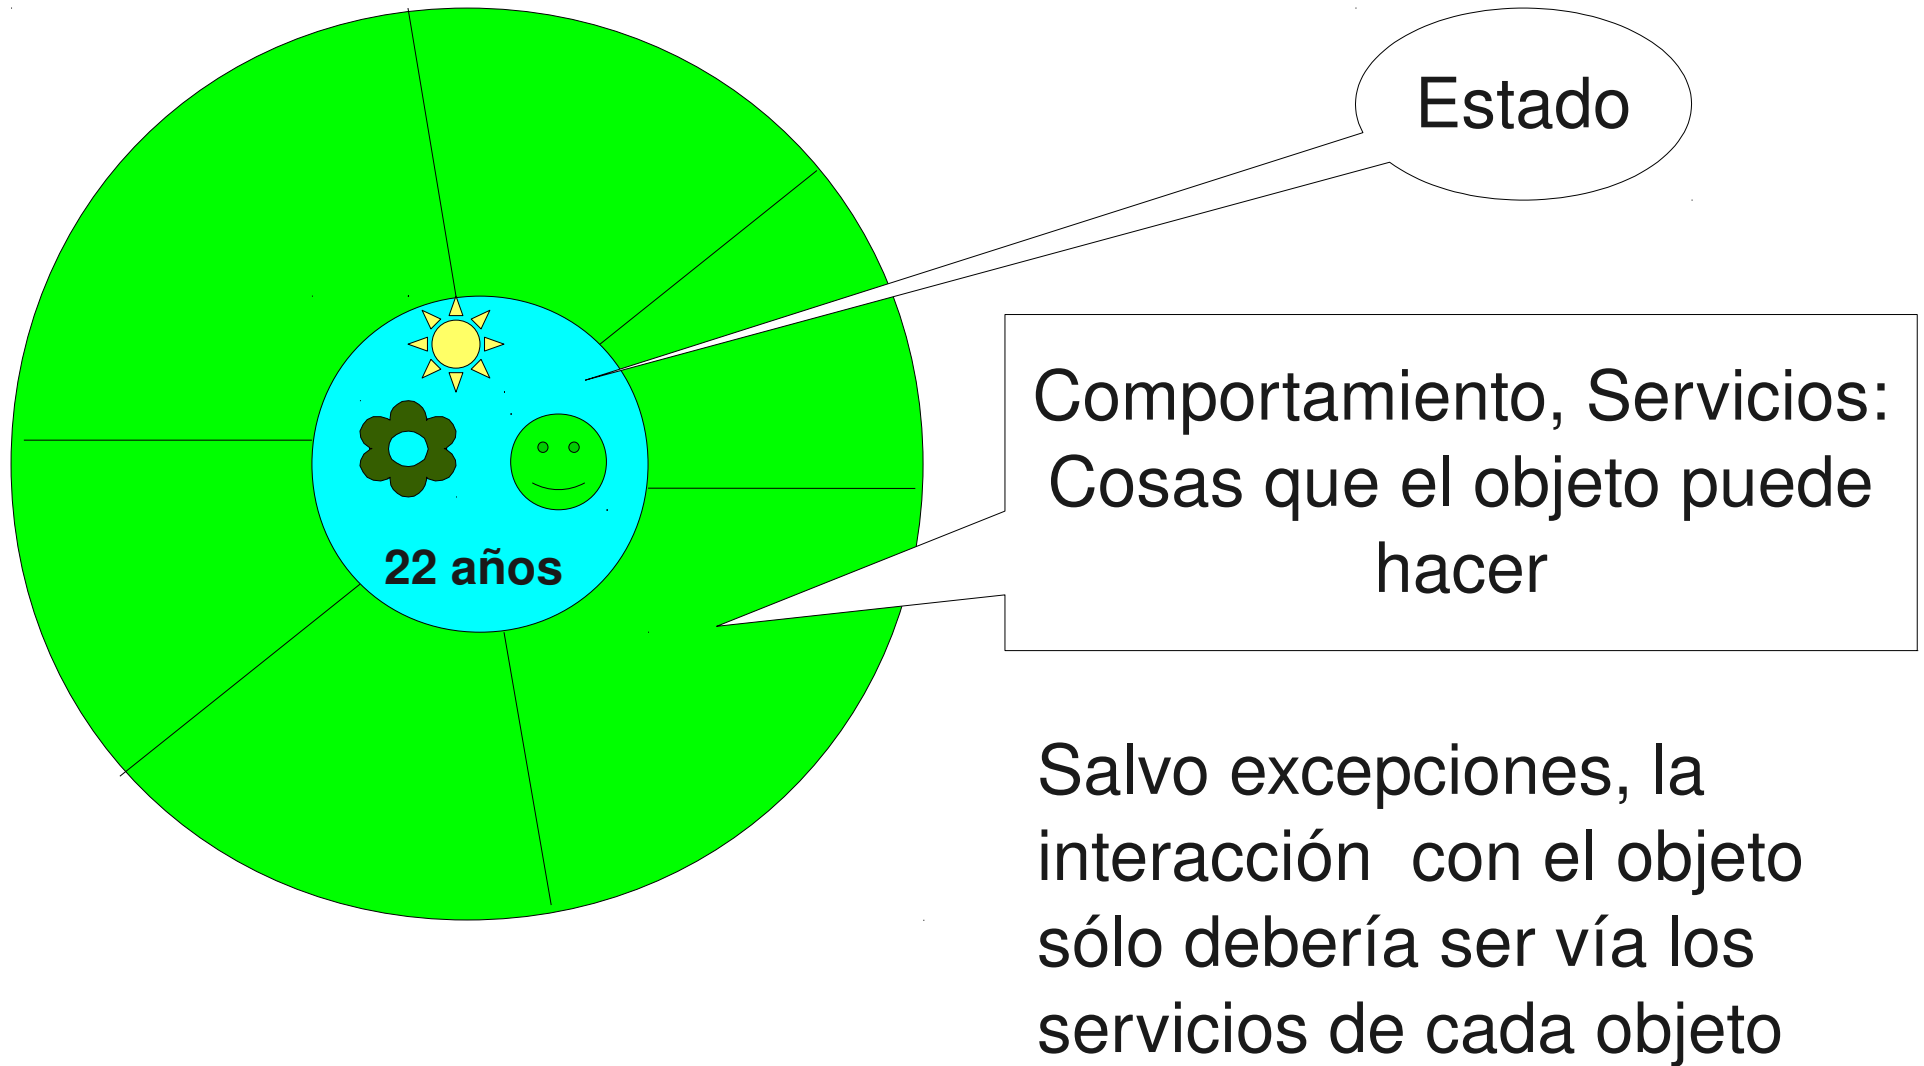 Estado
Comportamiento, Servicios:
Cosas que el objeto puede
hacer
22 años
Salvo excepciones, la
interacción con el objeto
sólo debería ser vía los
servicios de cada objeto